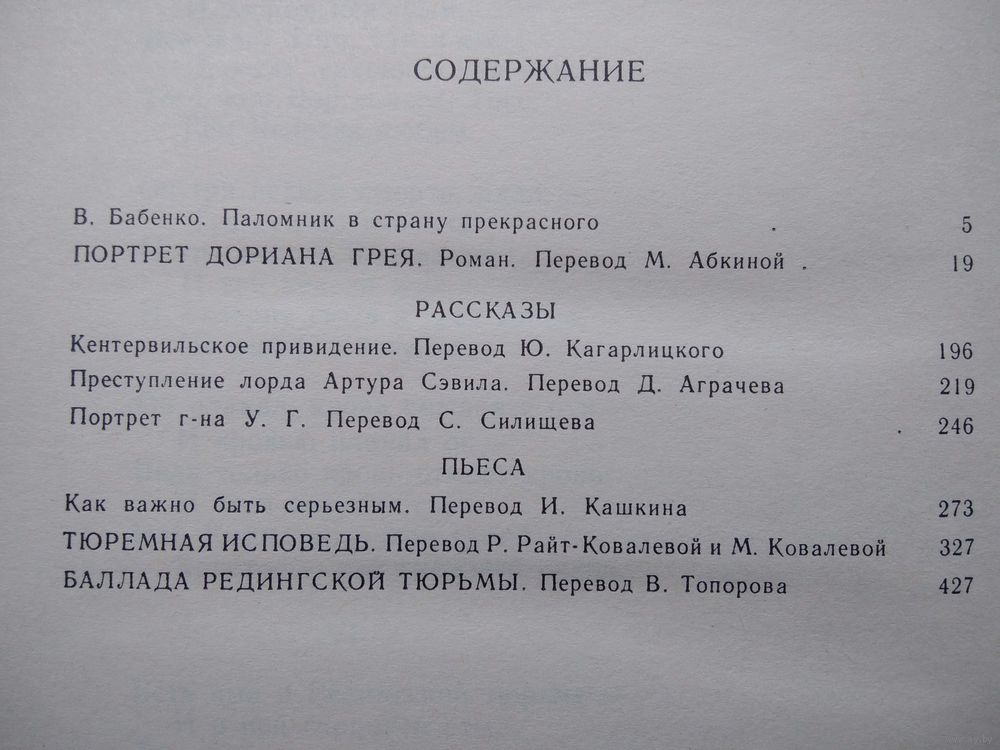 СОДЕРЖАНИЕ
В. Бабенко. Паломник в страну прекрасного . 5
ПОРТРЕТ ДОРИАНА ГРЕЯ. Роман. Перевод М. Абкиной . 19
РАССКАЗЫ
Кентервильское привидение. Перевод Ю. Кагарлицкого 196
Преступление лорда Артура Сэвила. Перевод Д. Аграчева 219
Портрет г-на У. Г. Перевод С. Силищева . 246
ПЬЕСА
Как важно быть серьезным. Перевод И. Кашкина 273
ТЮРЕМНАЯ ИСПОВЕДЬ. Перевод Р. Райт-Ковалевой и М. Ковалевой 327
БАЛЛАДА РЕДИНГСКОЙ ТЮРЬМЫ. Перевод В. Топорова 427